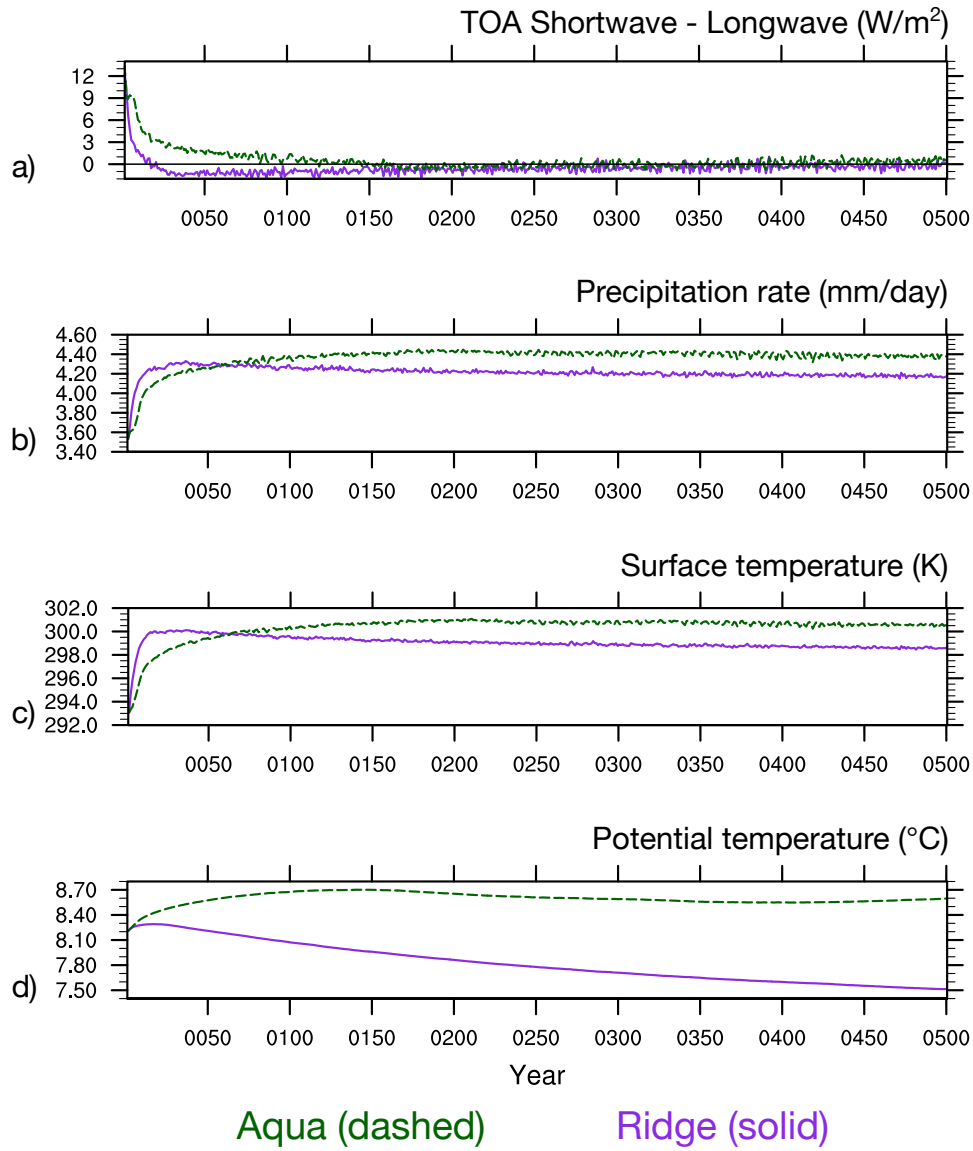 TOA Shortwave - Longwave (W/m²)
12
9
6
3
0
a)
0050 0100 0150 0200 0250 0300 0350 0400 0450 0500
Precipitation rate (mm/day)
4.60
4.40
4.20
4.00
3.80
3.60
3.40
b)
0050 0100 0150 0200 0250 0300 0350 0400 0450 0500
Surface temperature (K)
302.0
300.0
298.0
296.0
294.0
292.0
c)
0050 0100 0150 0200 0250 0300 0350 0400 0450 0500
Potential temperature (°C)
8.70
8.40
8.10
7.80
7.50
d)
0050 0100 0150 0200 0250 0300 0350 0400 0450 0500
Year
Aqua (dashed) Ridge (solid)